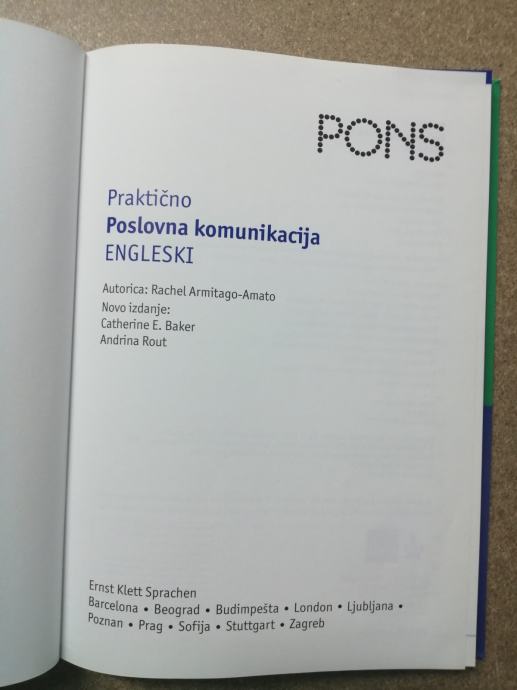 PONS
Praktično
Poslovna komunikacija
ENGLESKI
Autorica: Rachel Armitago-Amato
Novo izdanje:
Catherine E. Baker
Andrina Rout
Ernst Klett Sprachen
Barcelona • Beograd • Budimpešta • London • Ljubljana •
Poznan • Prag • Sofija • Stuttgart • Zagreb